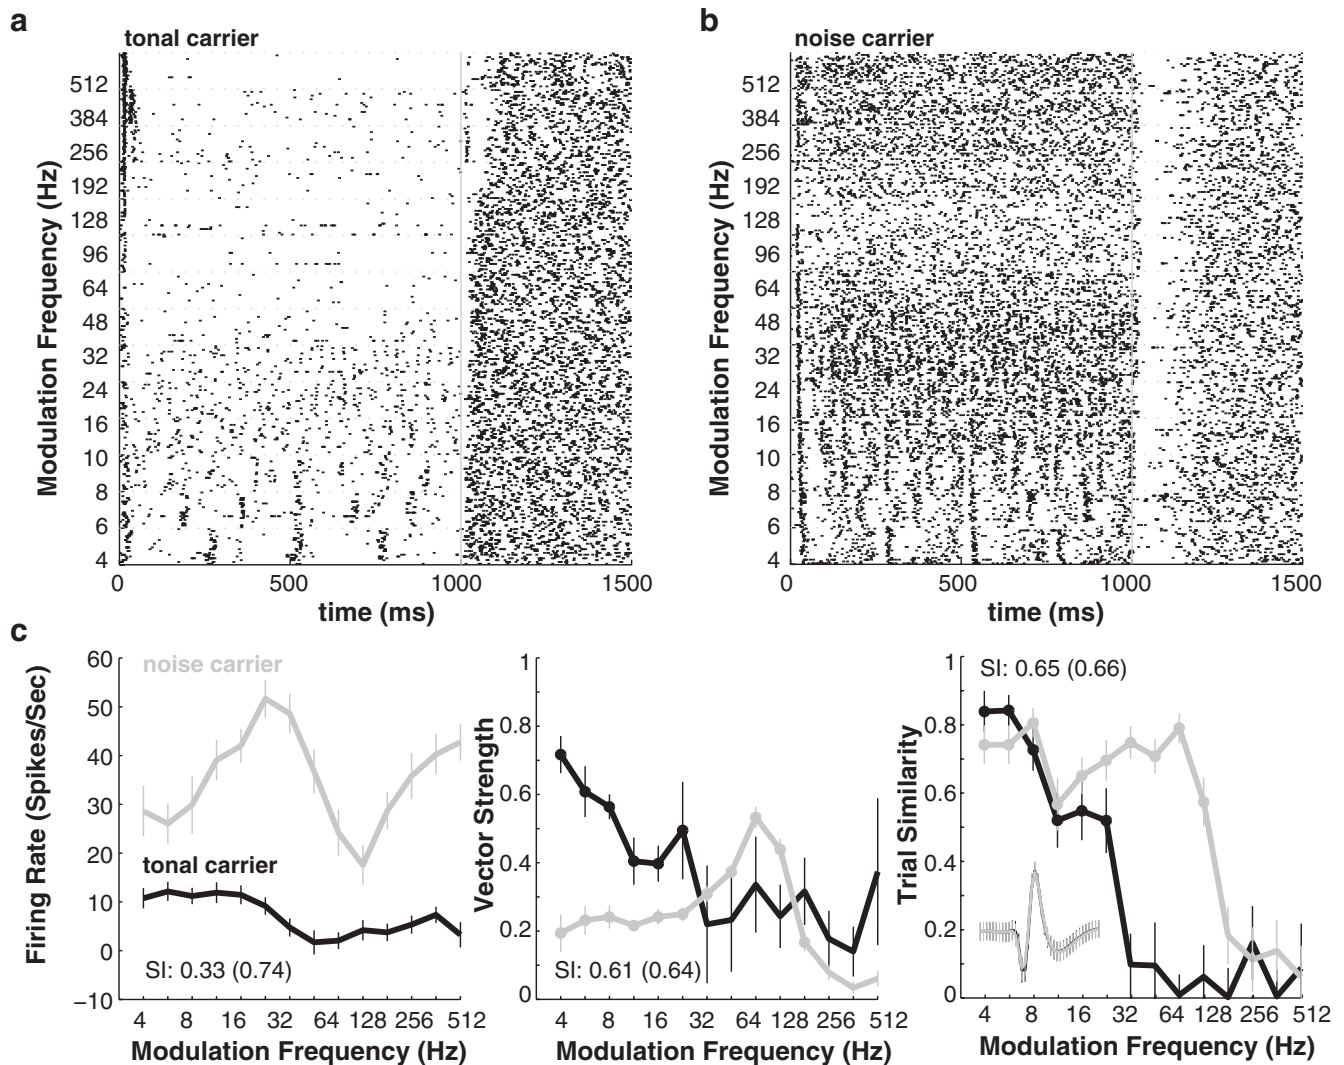 a
tonal carrier
Modulation Frequency (Hz)
512
384
256
192
128
96
64
48
32
24
16
10
8
6
4
0
500
1000
1500
time (ms)
b
noise carrier
Modulation Frequency (Hz)
512
384
256
192
128
96
64
48
32
24
16
10
8
6
4
0
500
1000
1500
time (ms)
c
Firing Rate (Spikes/Sec)
60
50
40
30
20
10
0
−10
noise carrier
tonal carrier
SI: 0.33 (0.74)
4 8 16 32 64 128 256 512
Modulation Frequency (Hz)
Vector Strength
1
0.8
0.6
0.4
0.2
0
SI: 0.61 (0.64)
4 8 16 32 64 128 256 512
Modulation Frequency (Hz)
Trial Similarity
1
0.8
0.6
0.4
0.2
0
SI: 0.65 (0.66)
4 8 16 32 64 128 256 512
Modulation Frequency (Hz)